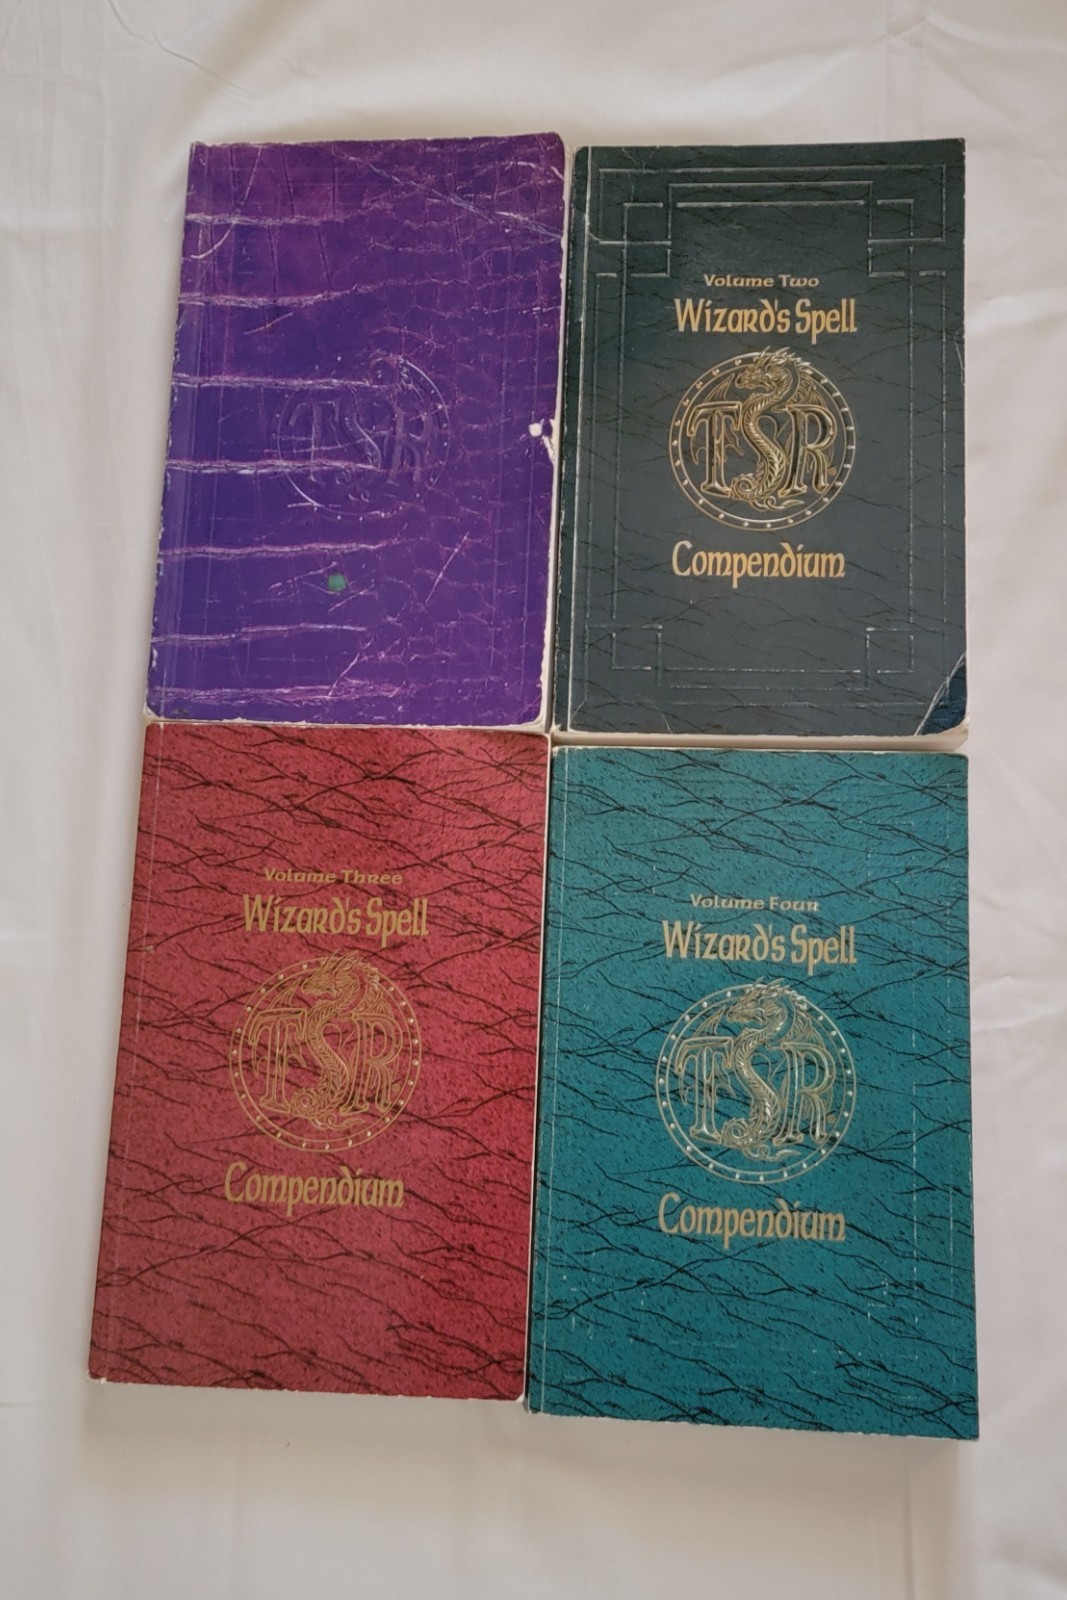 TSR
Volume Two
Wizard's Spell
TSR
Compendium
Volume Three
Wizard's Spell
TSR
Compendium
Volume Four
Wizard's Spell
TSR
Compendium